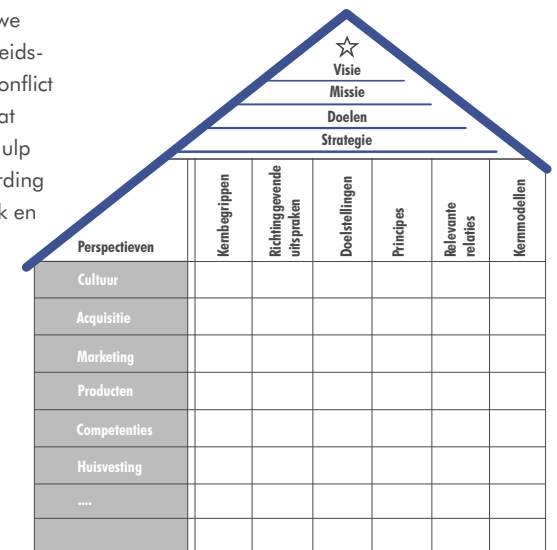 we
eids-
onflict
at
ulp
rding
k en
Visie
Missie
Doelen
Strategie
Perspectieven
Kernbegrippen
Richtinggevende
uitspraken
Doelstellingen
Principes
Relevante
relaties
Kernmodellen
Cultuur
Acquisitie
Marketing
Producten
Competenties
Huisvesting
....